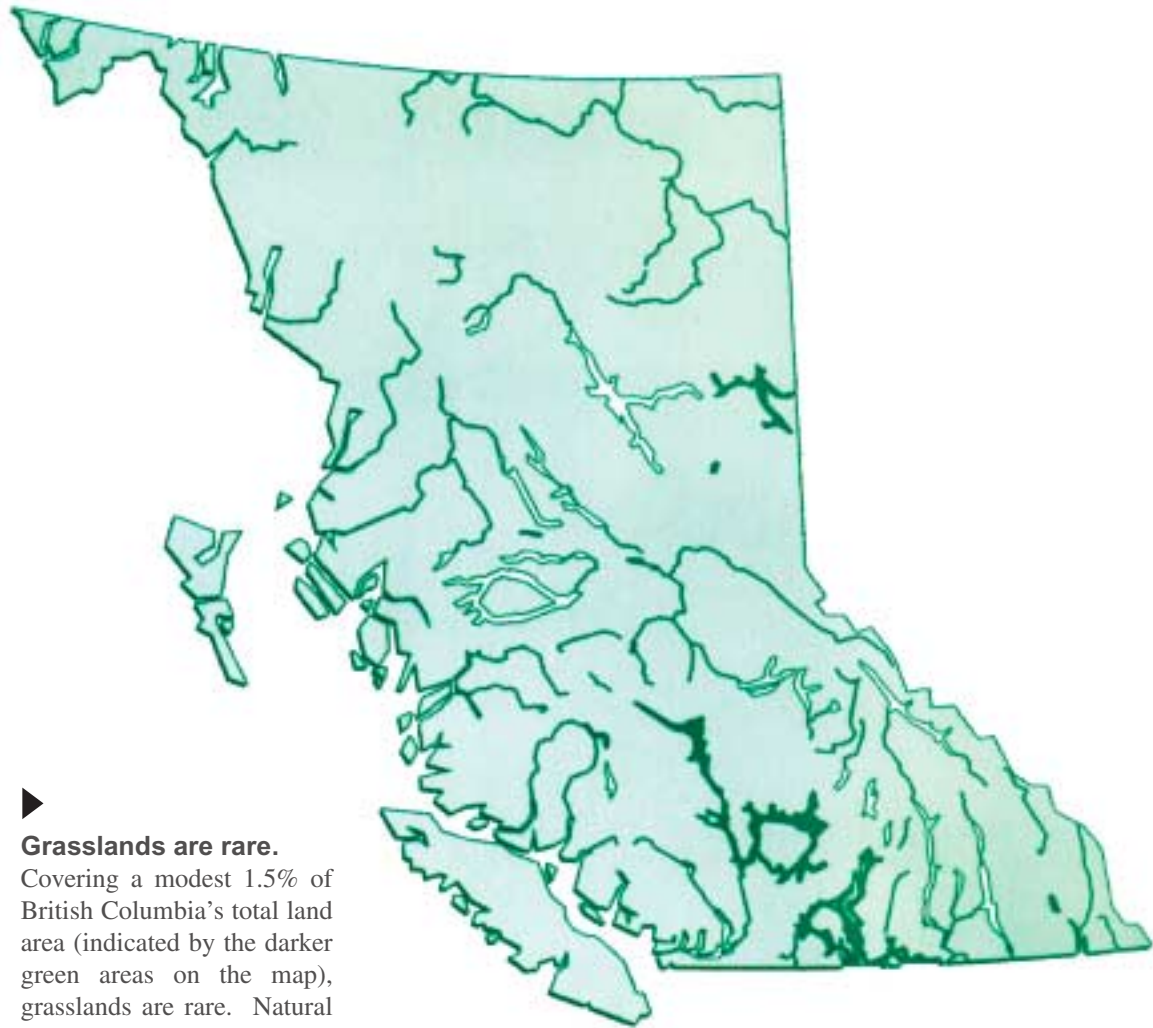 Grasslands are rare.
Covering a modest 1.5% of
British Columbia’s total land
area (indicated by the darker
green areas on the map),
grasslands are rare. Natural